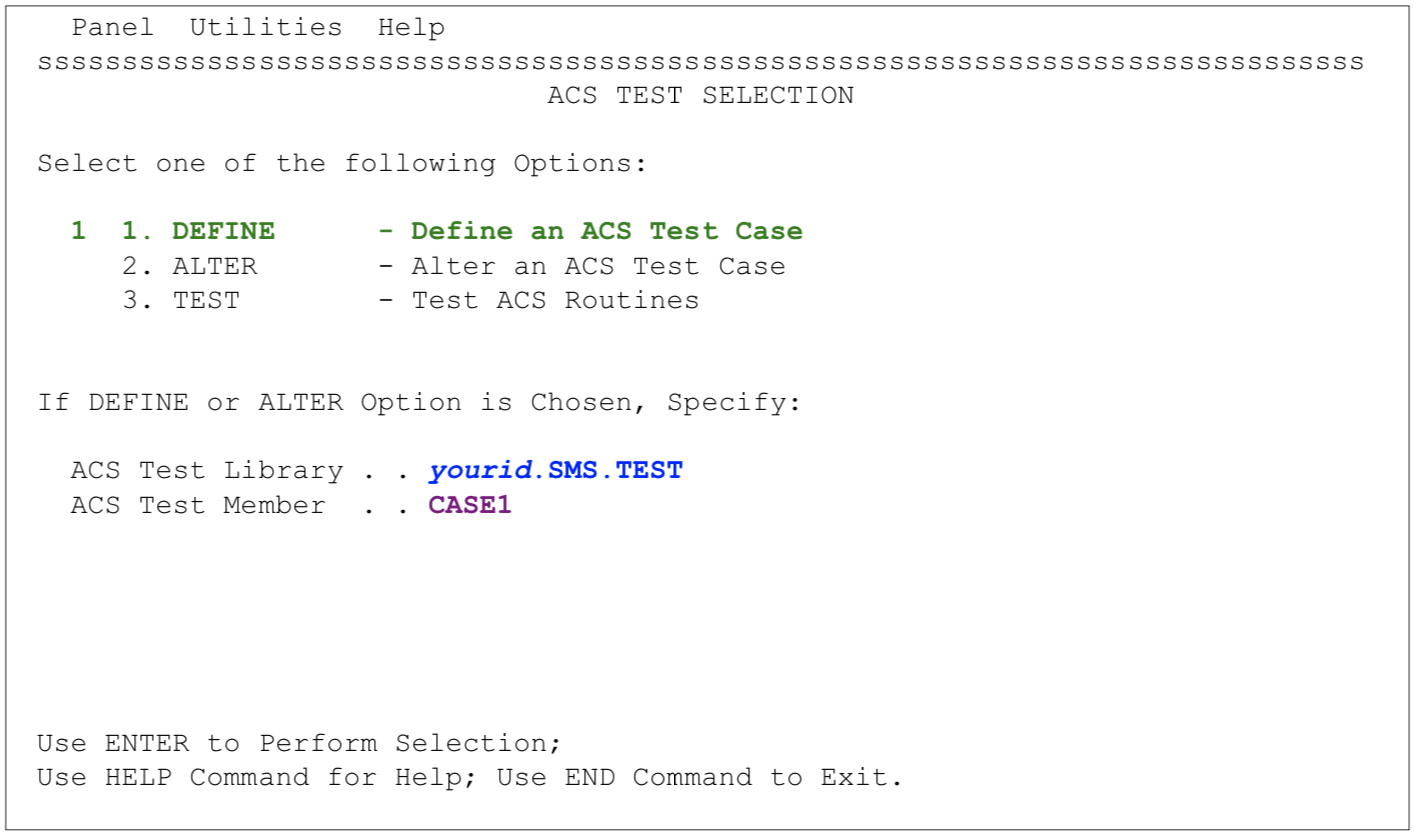 Panel Utilities Help
ssssssssssssssssssssssssssssssssssssssssssssssssssssssssssssssssssssssssssssss
ACS TEST SELECTION
Select one of the following Options:
1 1. DEFINE - Define an ACS Test Case
2. ALTER - Alter an ACS Test Case
3. TEST - Test ACS Routines
If DEFINE or ALTER Option is Chosen, Specify:
ACS Test Library . . yourid.SMS.TEST
ACS Test Member . . CASE1
Use ENTER to Perform Selection;
Use HELP Command for Help; Use END Command to Exit.